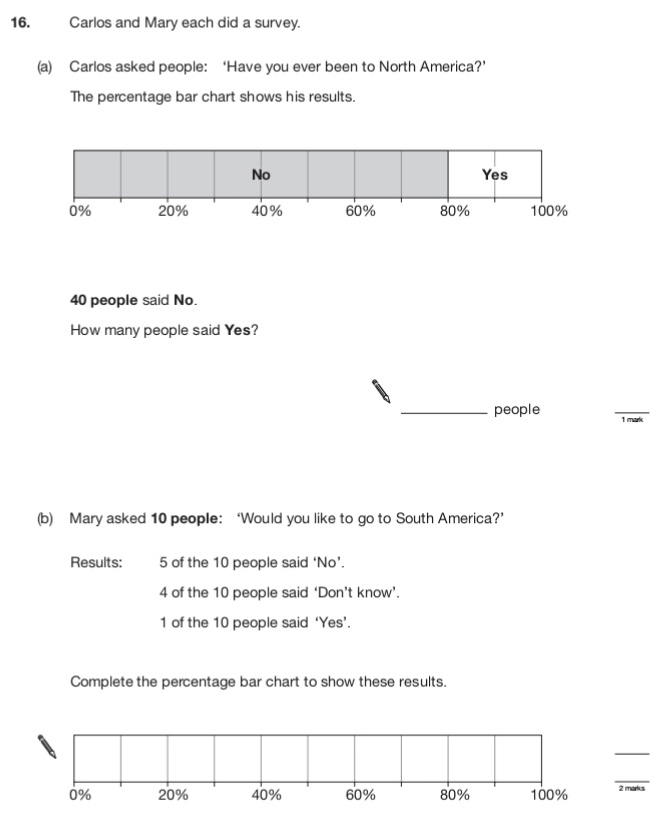 16. Carlos and Mary each did a survey.
(a) Carlos asked people: ‘Have you ever been to North America?’
The percentage bar chart shows his results.
No Yes
0% 20% 40% 60% 80% 100%
40 people said No.
How many people said Yes?
people
1 mark
(b) Mary asked 10 people: ‘Would you like to go to South America?’
Results: 5 of the 10 people said ‘No’.
4 of the 10 people said ‘Don’t know’.
1 of the 10 people said ‘Yes’.
Complete the percentage bar chart to show these results.
0% 20% 40% 60% 80% 100%
2 marks